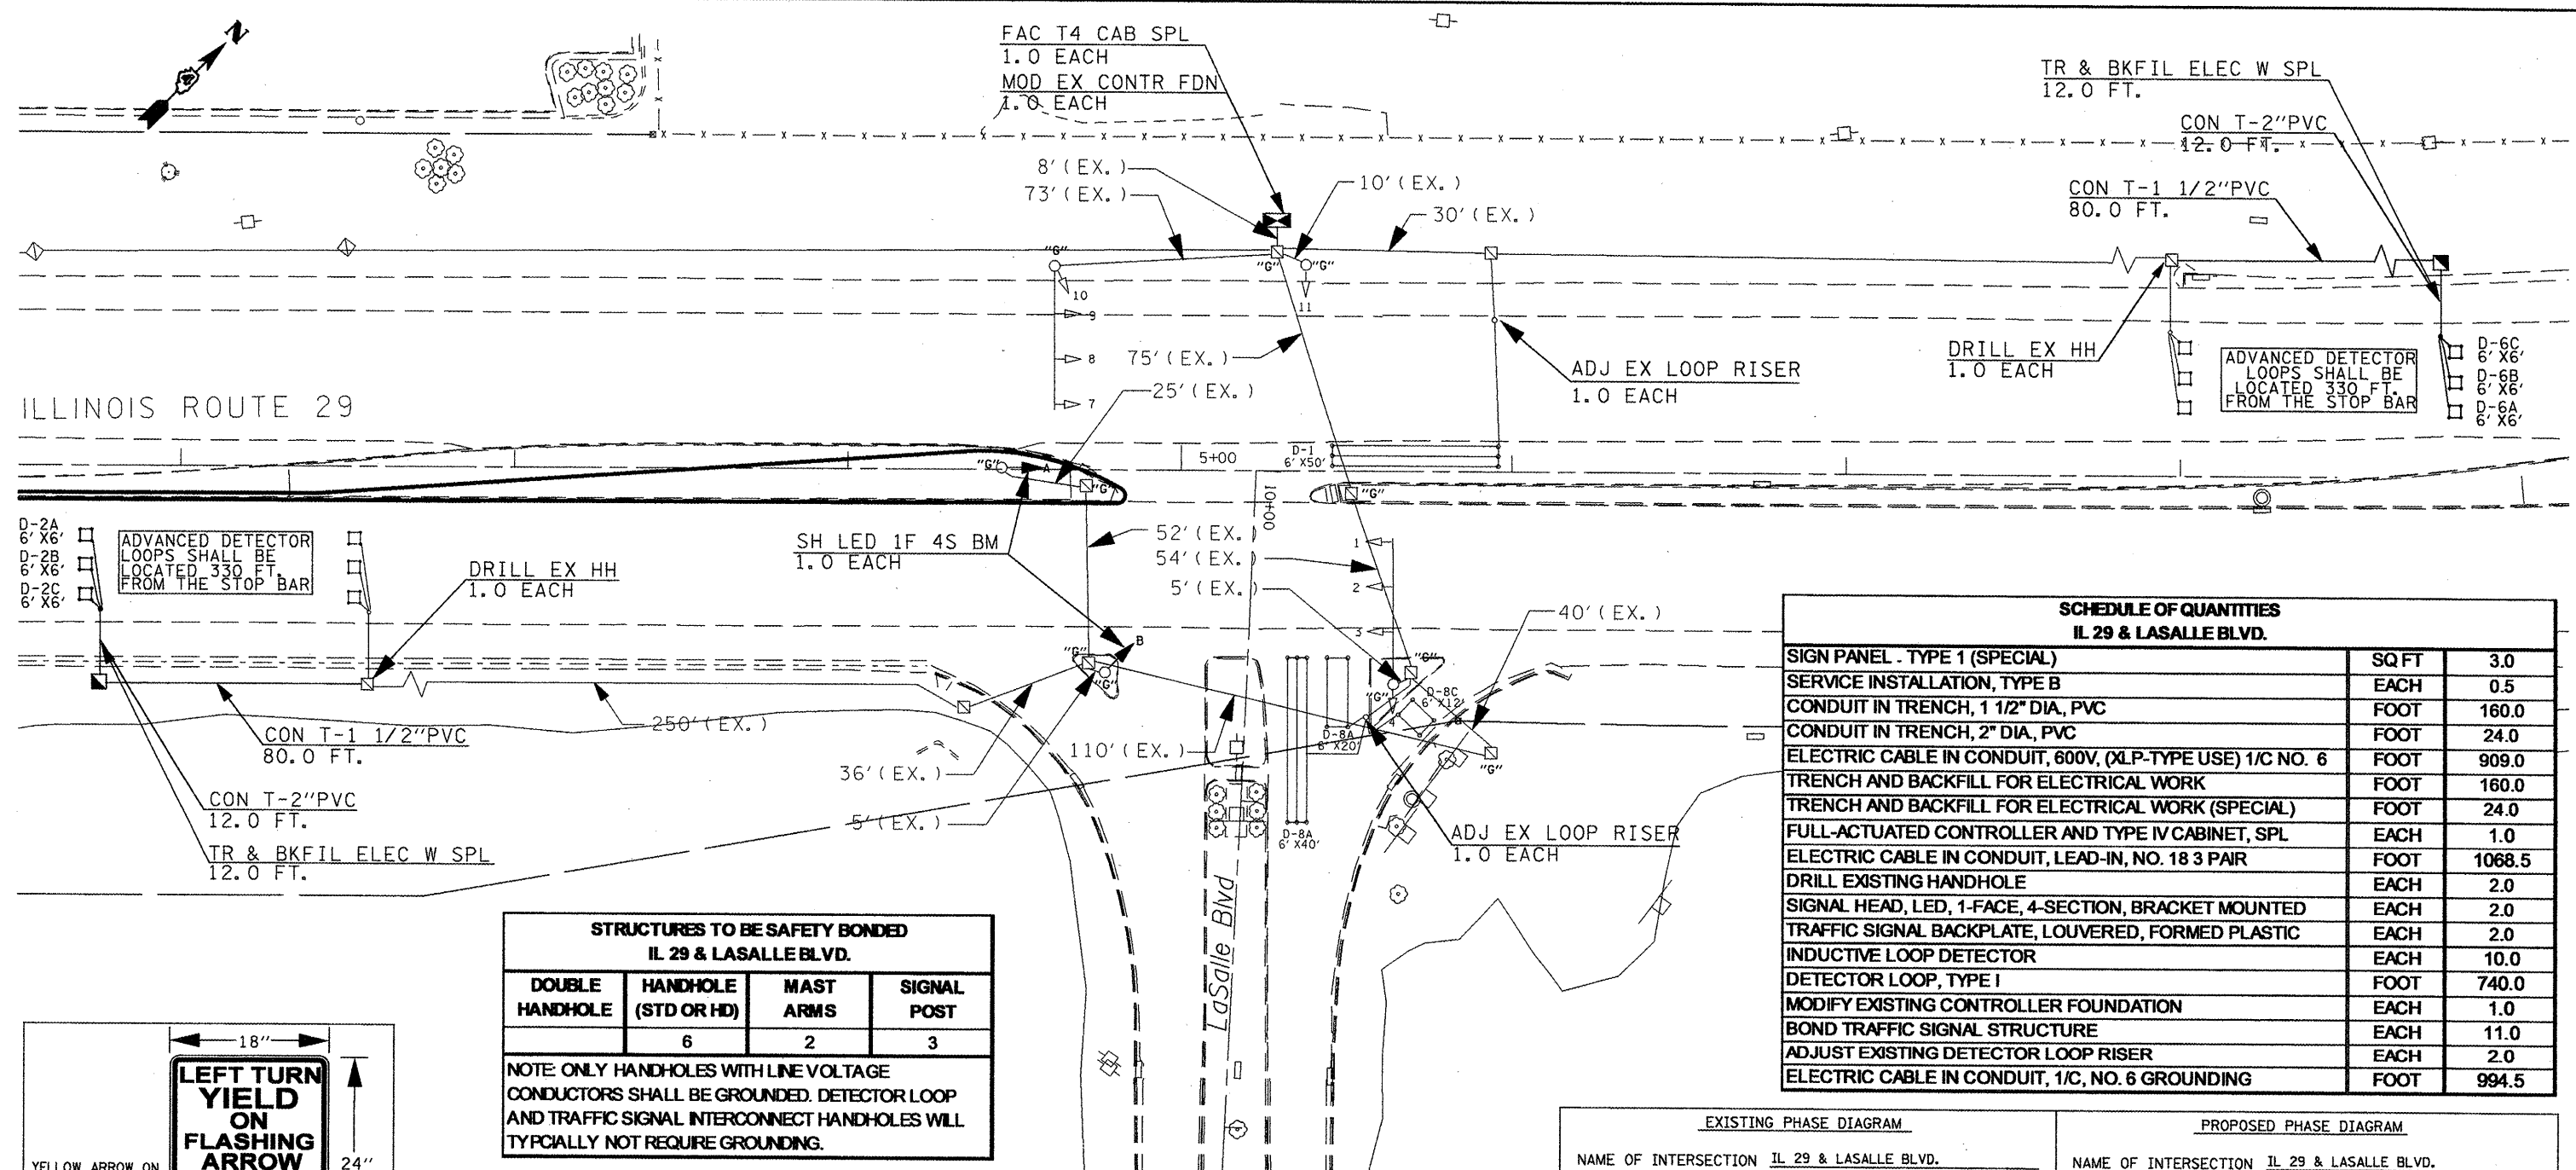 N
FAC T4 CAB SPL
1.0 EACH
MOD EX CONTR FDN
1.0 EACH
TR & BKFIL ELEC W SPL
12.0 FT.
CON T-2"PVC
12.0 FT.
CON T-1 1/2"PVC
80.0 FT.
8' (EX.)
73' (EX.)
10' (EX.)
30' (EX.)
"G"
"G"
"G"
10
9
8
7
11
75' (EX.)
25' (EX.)
ADJ EX LOOP RISER
1.0 EACH
DRILL EX HH
1.0 EACH
ADVANCED DETECTOR
LOOPS SHALL BE
LOCATED 330 FT.
FROM THE STOP BAR
D-6C
6' X6'
D-6B
6' X6'
D-6A
6' X6'
ILLINOIS ROUTE 29
"G"
A
"G"
5+00
D-1
6' X50'
10+00
"G"
D-2A
6' X6'
D-2B
6' X6'
D-2C
6' X6'
ADVANCED DETECTOR
LOOPS SHALL BE
LOCATED 330 FT.
FROM THE STOP BAR
DRILL EX HH
1.0 EACH
SH LED 1F 4S BM
1.0 EACH
52' (EX.)
54' (EX.)
5' (EX.)
1
2
3
40' (EX.)
"G"
B
"G"
"G"
"G"
4
D-8C
6' X12'
D-8A
6' X20'
"G"
250' (EX.)
CON T-1 1/2"PVC
80.0 FT.
110' (EX.)
36' (EX.)
5' (EX.)
CON T-2"PVC
12.0 FT.
TR & BKFIL ELEC W SPL
12.0 FT.
D-8A
6' X40'
ADJ EX LOOP RISER
1.0 EACH
LaSalle Blvd
SCHEDULE OF QUANTITIES
IL 29 & LASALLE BLVD.
SIGN PANEL - TYPE 1 (SPECIAL) SQ FT 3.0
SERVICE INSTALLATION, TYPE B EACH 0.5
CONDUIT IN TRENCH, 1 1/2" DIA., PVC FOOT 160.0
CONDUIT IN TRENCH, 2" DIA., PVC FOOT 24.0
ELECTRIC CABLE IN CONDUIT, 600V, (XLP-TYPE USE) 1/C NO. 6 FOOT 909.0
TRENCH AND BACKFILL FOR ELECTRICAL WORK FOOT 160.0
TRENCH AND BACKFILL FOR ELECTRICAL WORK (SPECIAL) FOOT 24.0
FULL-ACTUATED CONTROLLER AND TYPE IV CABINET, SPL EACH 1.0
ELECTRIC CABLE IN CONDUIT, LEAD-IN, NO. 18 3 PAIR FOOT 1068.5
DRILL EXISTING HANDHOLE EACH 2.0
SIGNAL HEAD, LED, 1-FACE, 4-SECTION, BRACKET MOUNTED EACH 2.0
TRAFFIC SIGNAL BACKPLATE, LOUVERED, FORMED PLASTIC EACH 2.0
INDUCTIVE LOOP DETECTOR EACH 10.0
DETECTOR LOOP, TYPE I FOOT 740.0
MODIFY EXISTING CONTROLLER FOUNDATION EACH 1.0
BOND TRAFFIC SIGNAL STRUCTURE EACH 11.0
ADJUST EXISTING DETECTOR LOOP RISER EACH 2.0
ELECTRIC CABLE IN CONDUIT, 1/C, NO. 6 GROUNDING FOOT 994.5
STRUCTURES TO BE SAFETY BONDED
IL 29 & LASALLE BLVD.
DOUBLE HANDHOLE MAST SIGNAL
HANDHOLE (STD OR HD) ARMS POST
6 2 3
NOTE: ONLY HANDHOLES WITH LINE VOLTAGE
CONDUCTORS SHALL BE GROUNDED. DETECTOR LOOP
AND TRAFFIC SIGNAL INTERCONNECT HANDHOLES WILL
TYPCIALLY NOT REQUIRE GROUNDING.
18"
LEFT TURN
YIELD
ON
FLASHING
ARROW
24"
YELLOW ARROW ON
EXISTING PHASE DIAGRAM
NAME OF INTERSECTION IL 29 & LASALLE BLVD.
PROPOSED PHASE DIAGRAM
NAME OF INTERSECTION IL 29 & LASALLE BLVD.